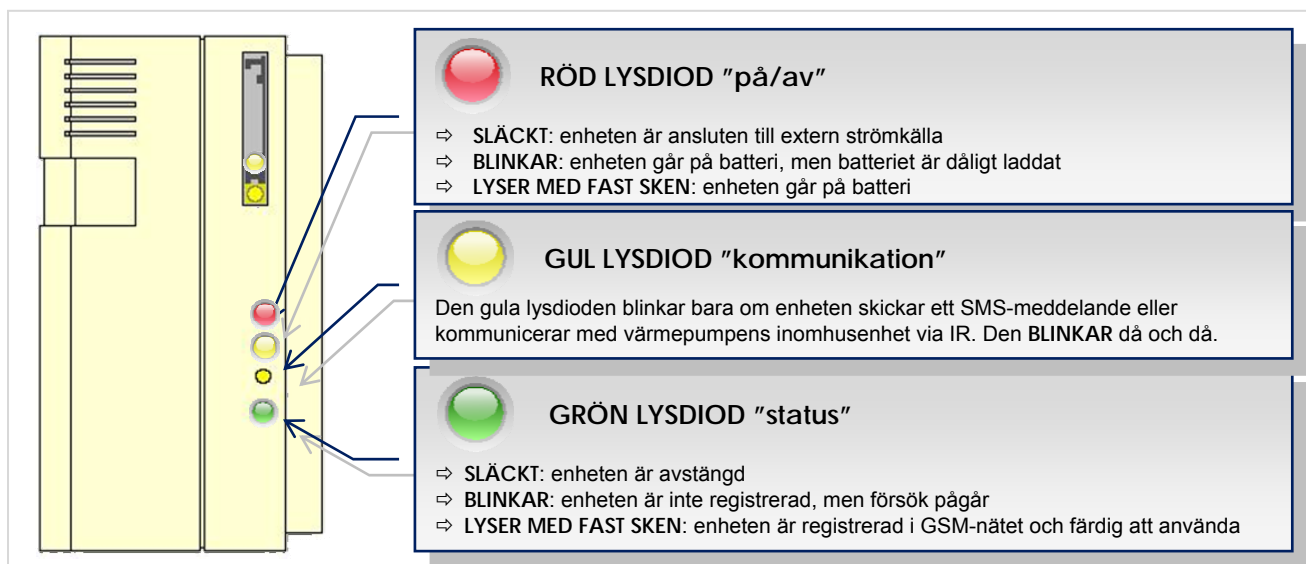 RÖD LYSDIOD ”på/av”
⇨ SLÄCKT: enheten är ansluten till extern strömkälla
⇨ BLINKAR: enheten går på batteri, men batteriet är dåligt laddat
⇨ LYSER MED FAST SKEN: enheten går på batteri
GUL LYSDIOD ”kommunikation”
Den gula lysdioden blinkar bara om enheten skickar ett SMS-meddelande eller
kommunicerar med värmepumpens inomhusenhet via IR. Den BLINKAR då och då.
GRÖN LYSDIOD ”status”
⇨ SLÄCKT: enheten är avstängd
⇨ BLINKAR: enheten är inte registrerad, men försök pågår
⇨ LYSER MED FAST SKEN: enheten är registrerad i GSM-nätet och färdig att använda